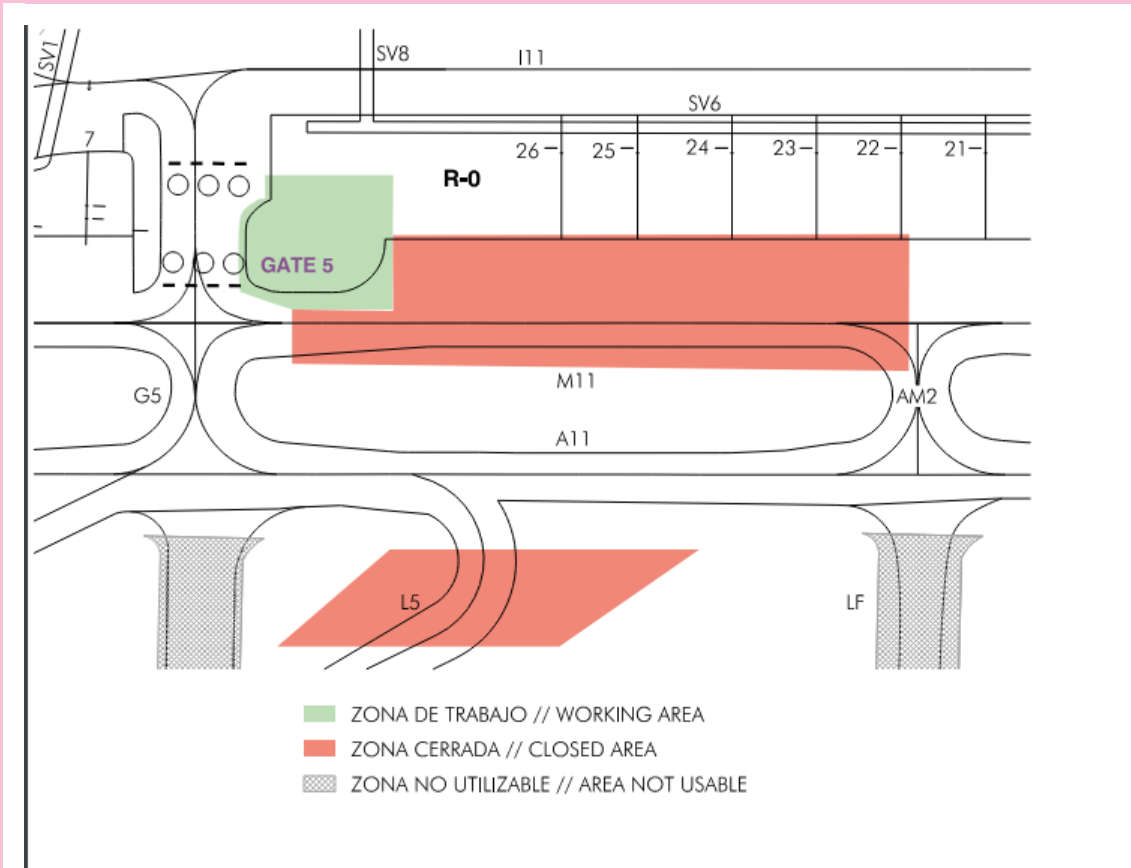 SV1
SV8
I11
SV6
7
26
25
24
23
22
21
R-0
GATE 5
M11
G5
AM2
A11
L5
LF
ZONA DE TRABAJO // WORKING AREA
ZONA CERRADA // CLOSED AREA
ZONA NO UTILIZABLE // AREA NOT USABLE